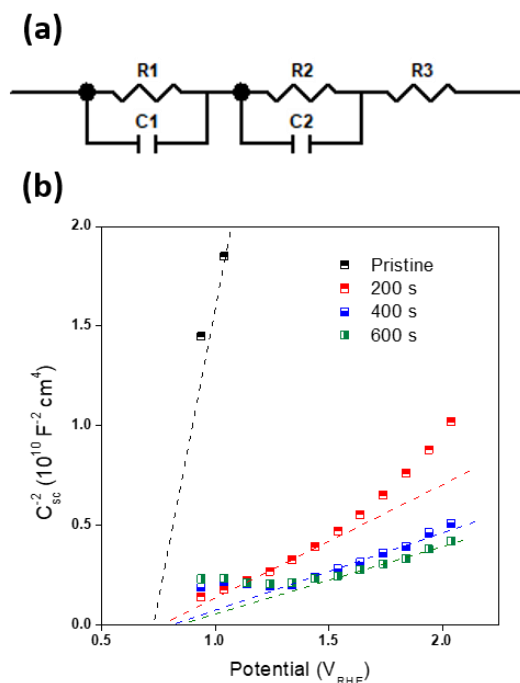 (a)
R1 R2 R3
C1 C2
(b)
2.0
1.5
1.0
0.5
0.0
C_sc^-2 (10^10 F^-2 cm^4)
Pristine
200 s
400 s
600 s
0.5 1.0 1.5 2.0
Potential (V_RHE)